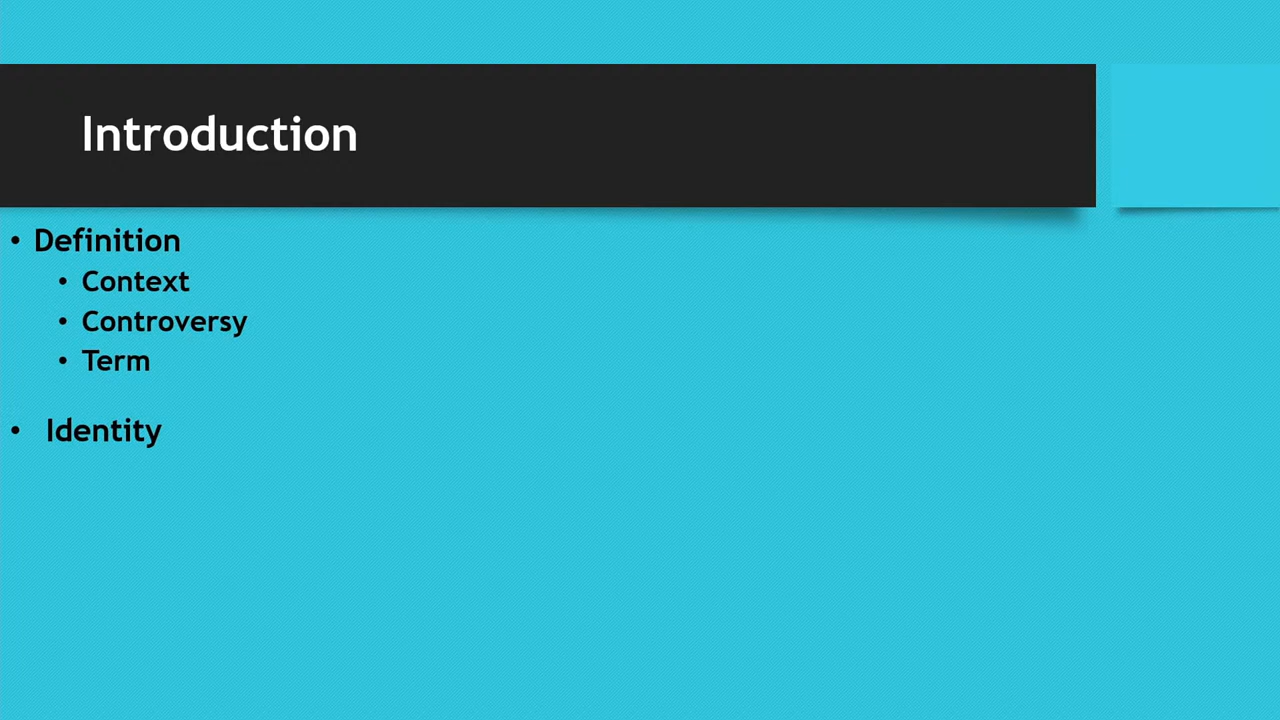 Introduction
• Definition
• Context
• Controversy
• Term
• Identity